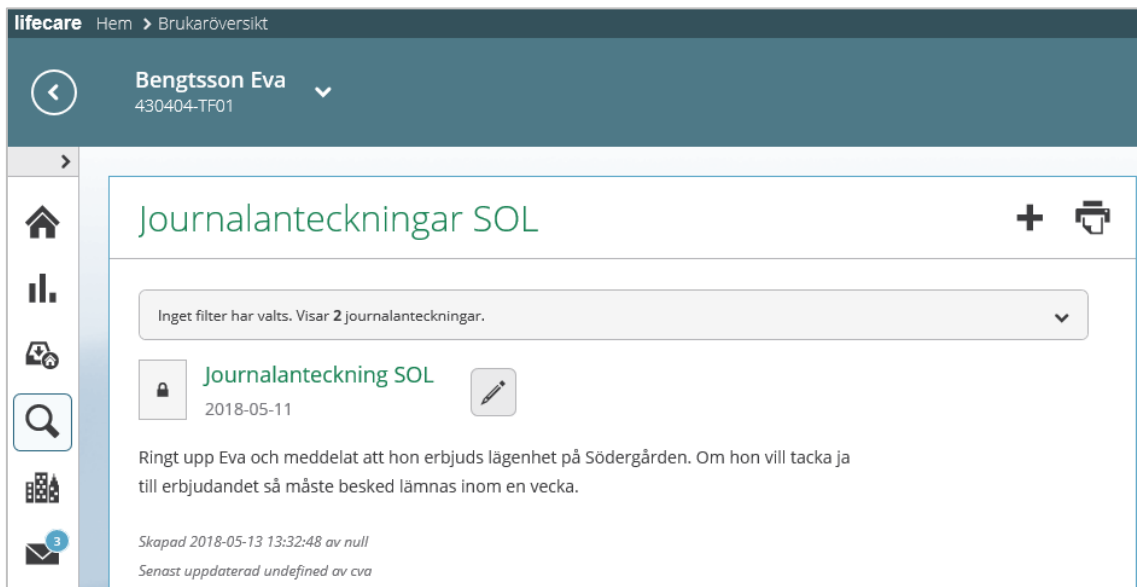 lifecare Hem > Brukaröversikt
Bengtsson Eva
430404-TF01
Journalanteckningar SOL
Inget filter har valts. Visar 2 journalanteckningar.
Journalanteckning SOL
2018-05-11
Ringt upp Eva och meddelat att hon erbjuds lägenhet på Södergården. Om hon vill tacka ja
till erbjudandet så måste besked lämnas inom en vecka.
3
Skapad 2018-05-13 13:32:48 av null
Senast uppdaterad undefined av cva